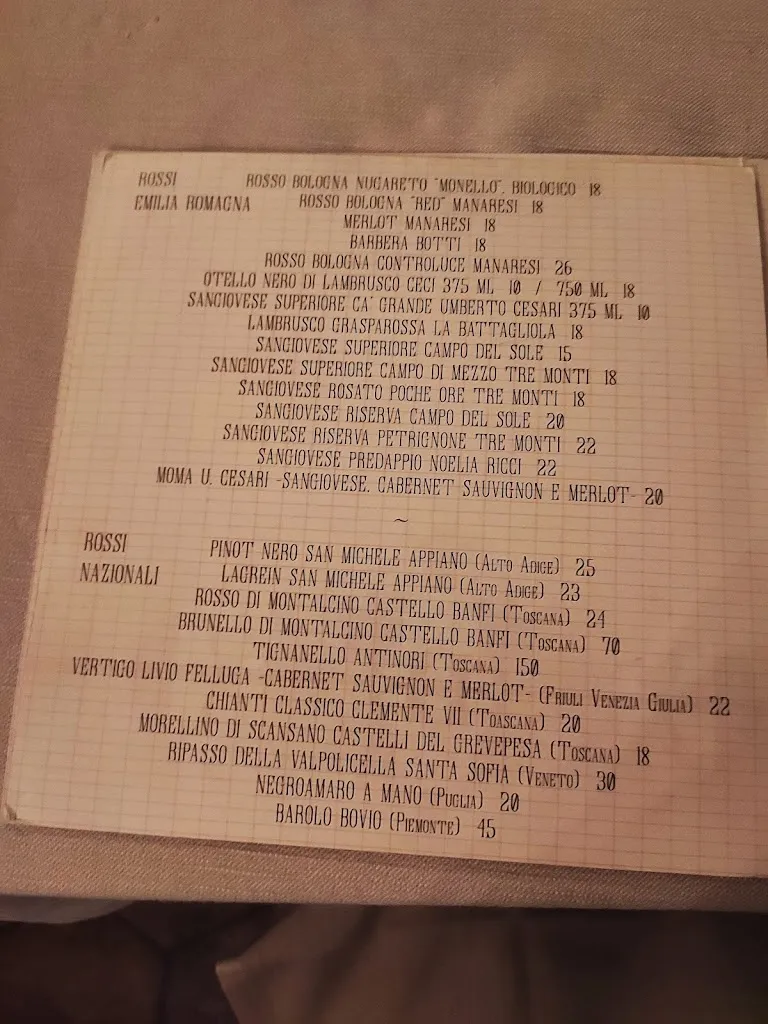 ROSSI ROSSO BOLOGNA NUGARETO "MONELLO". BIOLOGICO 18
EMILIA ROMAGNA ROSSO BOLOGNA "RED" MANARESI 18
MERLOT MANARESI 18
BARBERA BOTTI 18
ROSSO BOLOGNA CONTROLUCE MANARESI 26
OTELLO NERO DI LAMBRUSCO CECI 375 ML 10 / 750 ML 18
SANGIOVESE SUPERIORE CA' GRANDE UMBERTO CESARI 375 ML 10
LAMBRUSCO GRASPAROSSA LA BATTAGLIOLA 18
SANGIOVESE SUPERIORE CAMPO DEL SOLE 15
SANGIOVESE SUPERIORE CAMPO DI MEZZO TRE MONTI 18
SANGIOVESE ROSATO POCHE ORE TRE MONTI 18
SANGIOVESE RISERVA CAMPO DEL SOLE 20
SANGIOVESE RISERVA PETRIGNONE TRE MONTI 22
SANGIOVESE PREDAPPIO NOELIA RICCI 22
MOMA U. CESARI -SANGIOVESE. CABERNET SAUVIGNON E MERLOT- 20
~
ROSSI PINOT NERO SAN MICHELE APPIANO (ALTO ADIGE) 25
NAZIONALI LAGREIN SAN MICHELE APPIANO (ALTO ADIGE) 23
ROSSO DI MONTALCINO CASTELLO BANFI (TOSCANA) 24
BRUNELLO DI MONTALCINO CASTELLO BANFI (TOSCANA) 70
TIGNANELLO ANTINORI (TOSCANA) 150
VERTIGO LIVIO FELLUGA -CABERNET SAUVIGNON E MERLOT- (FRIULI VENEZIA GIULIA) 22
CHIANTI CLASSICO CLEMENTE VII (TOASCANA) 20
MORELLINO DI SCANSANO CASTELLI DEL GREVEPESA (TOSCANA) 18
RIPASSO DELLA VALPOLICELLA SANTA SOFIA (VENETO) 30
NEGROAMARO A MANO (PUGLIA) 20
BAROLO BOVIO (PIEMONTE) 45